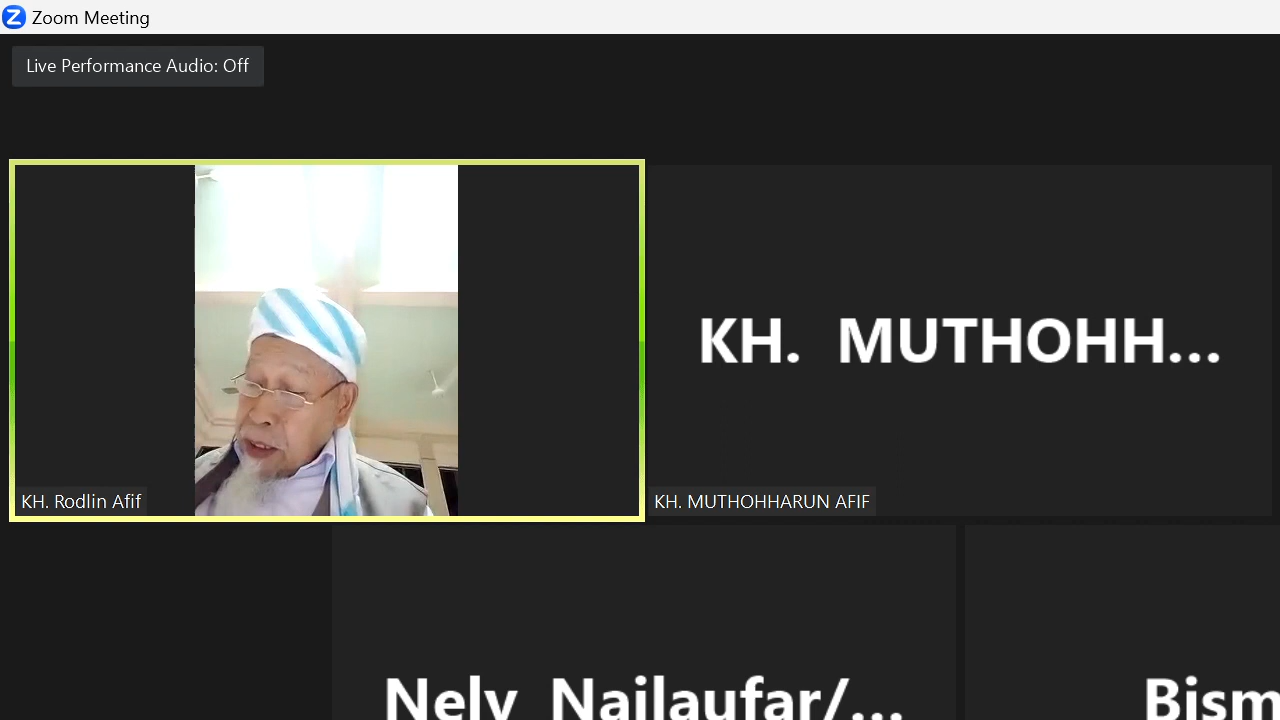 Zoom Meeting
Live Performance Audio: Off
KH. MUTHOHH...
KH. Rodlin Afif
KH. MUTHOHHARUN AFIF
Nely Nailaufar/...
Bism